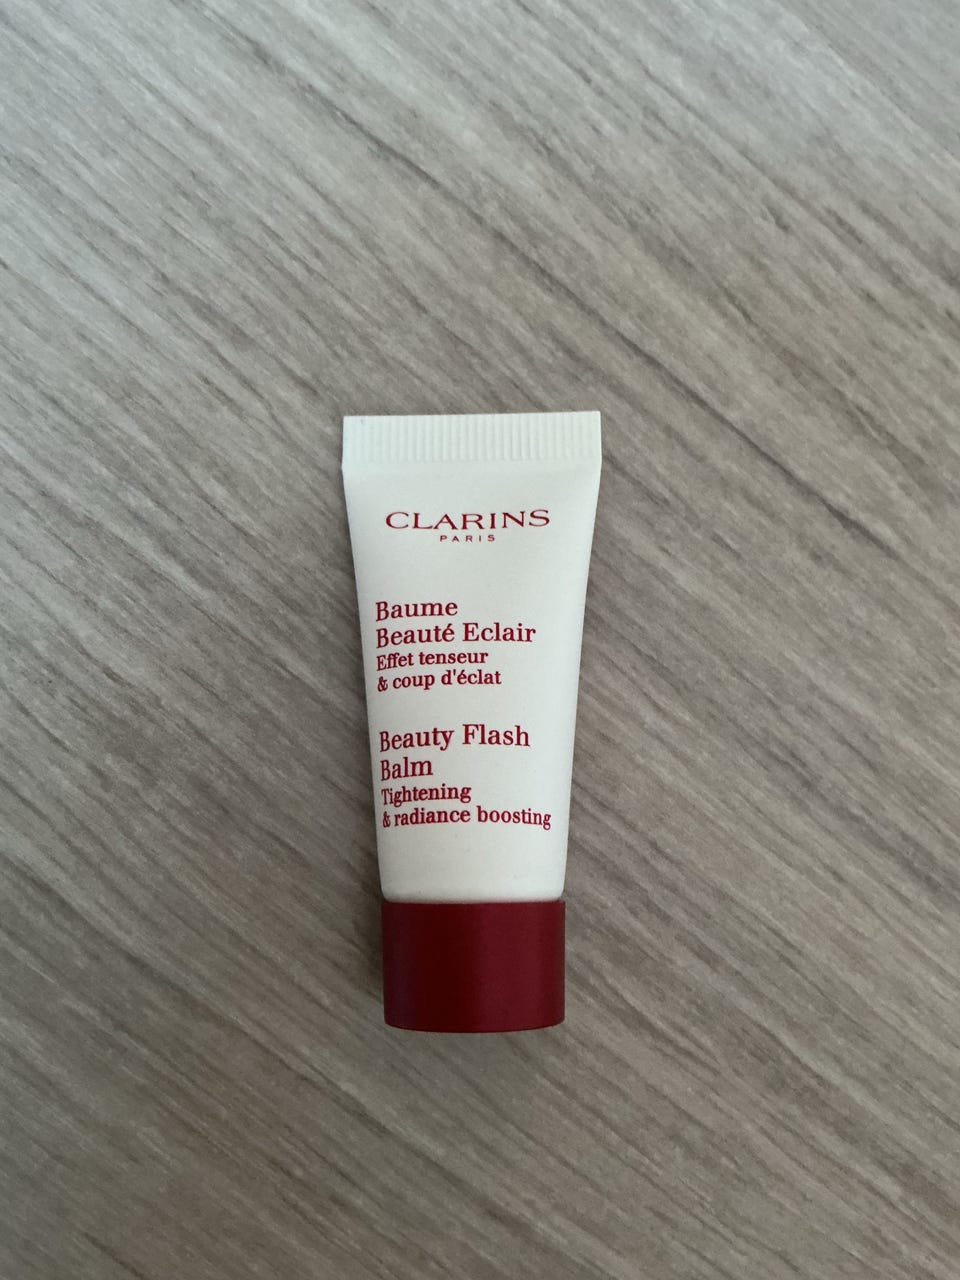 CLARINS
PARIS
Baume
Beauté Eclair
Effet tenseur
& coup d'éclat
Beauty Flash
Balm
Tightening
& radiance boosting